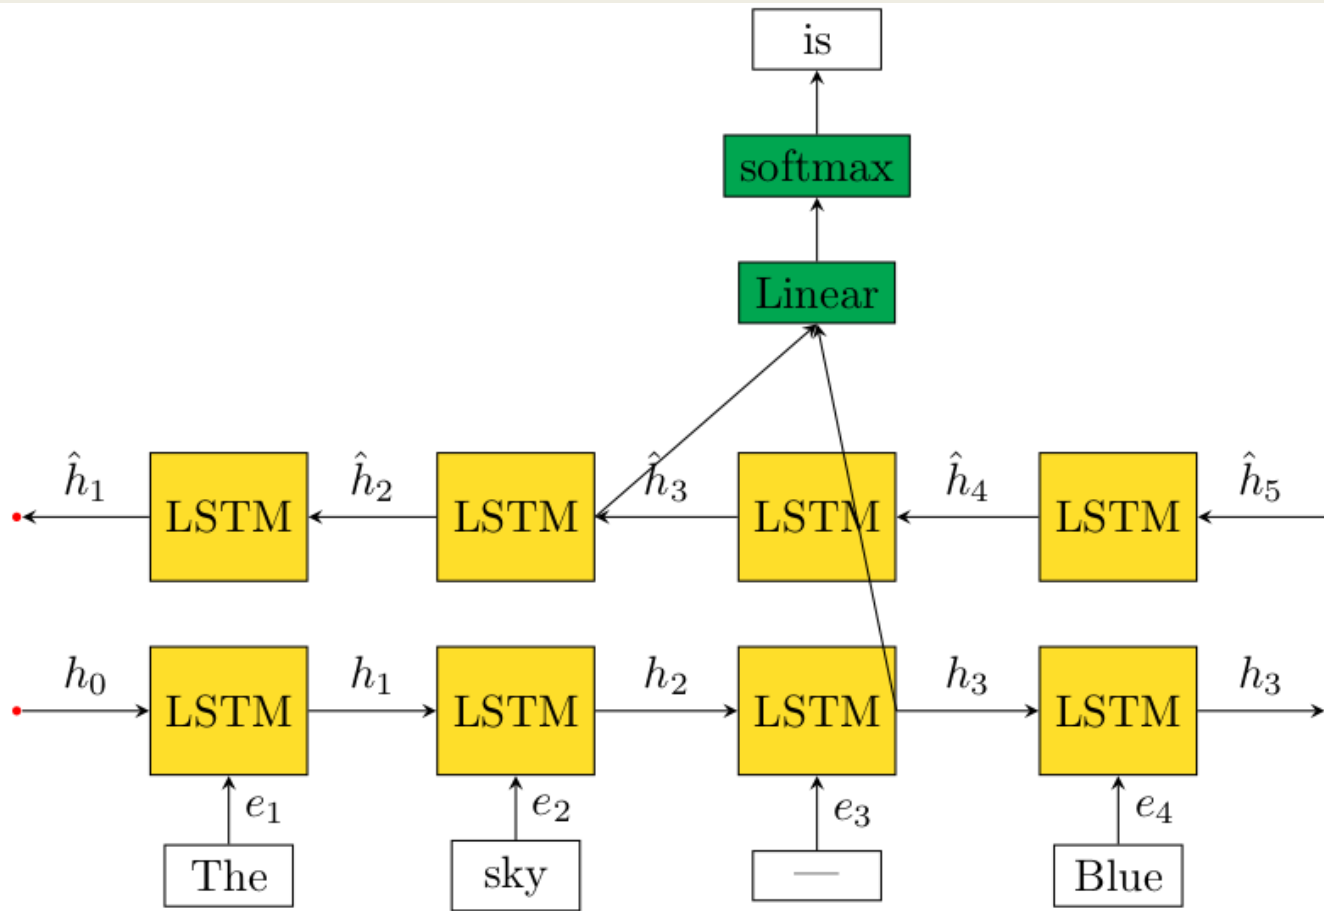 is
softmax
Linear
ĥ₁ ĥ₂ ĥ₃ ĥ₄ ĥ₅
LSTM LSTM LSTM LSTM
h₀ h₁ h₂ h₃ h₃
LSTM LSTM LSTM LSTM
e₁ e₂ e₃ e₄
The sky — Blue